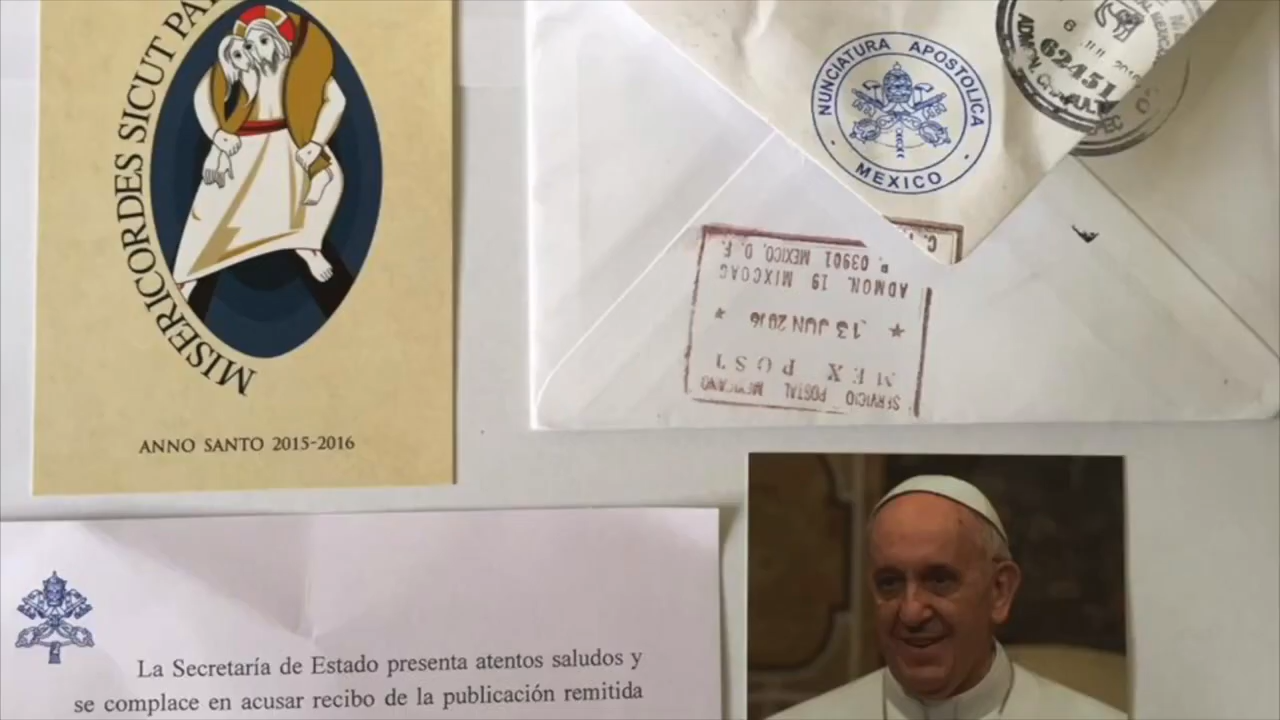 MISERICORDES SICUT PA
ANNO SANTO 2015-2016
NUNCIATURA APOSTOLICA
MEXICO
62451
SERVICIO POSTAL MEXICANO
MEX POST
★ 13 JUN 2016 ★
ADMON. 19 MIXCOAC
P. 03901 MEXICO, D. F.
La Secretaría de Estado presenta atentos saludos y
se complace en acusar recibo de la publicación remitida